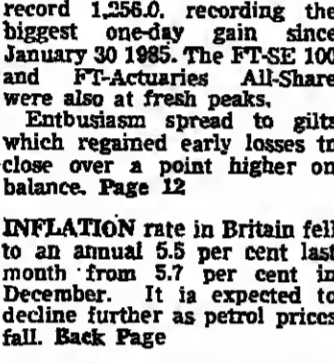 record 1,256.0, recording the
biggest one-day gain since
January 30 1985. The FT-SE 100
and FT-Actuaries All-Share
were also at fresh peaks.
Entbusiasm spread to gilts
which regained early losses to
close over a point higher on
balance. Page 12
INFLATION rate in Britain fell
to an annual 5.5 per cent last
month from 5.7 per cent in
December. It ia expected to
decline further as petrol prices
fall. Back Page